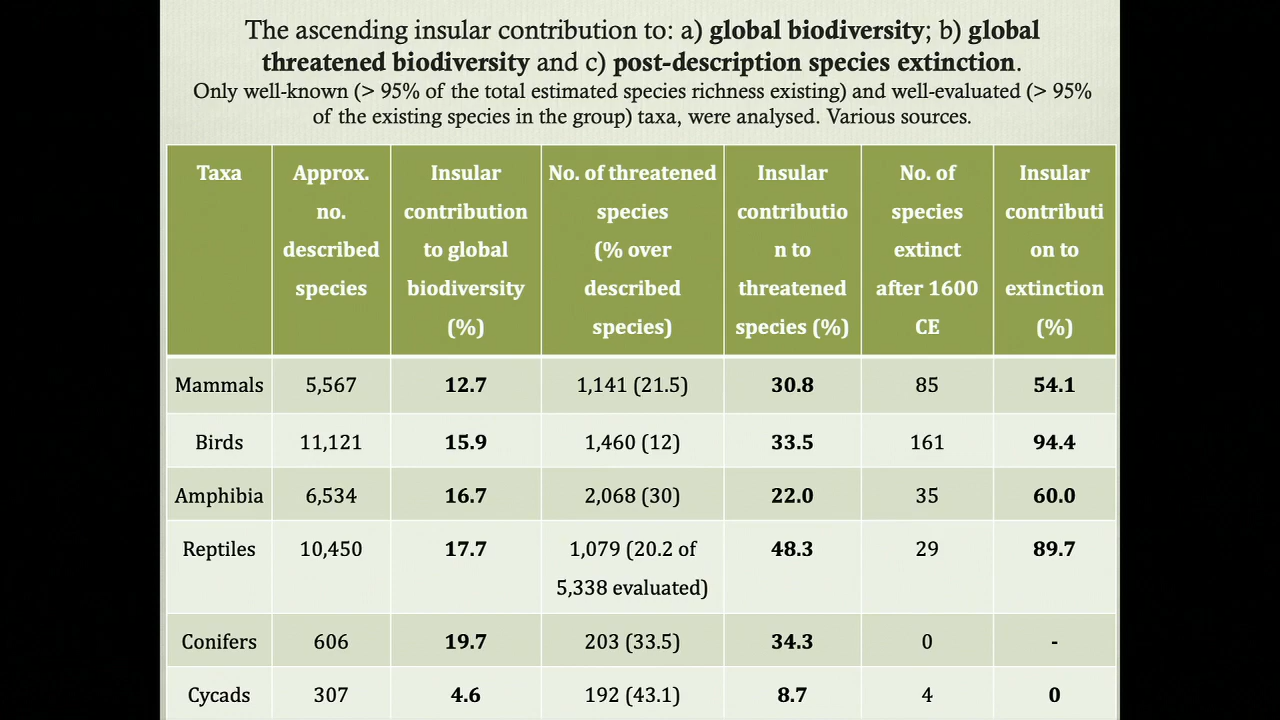 The ascending insular contribution to: a) global biodiversity; b) global
threatened biodiversity and c) post-description species extinction.
Only well-known (> 95% of the total estimated species richness existing) and well-evaluated (> 95%
of the existing species in the group) taxa, were analysed. Various sources.
Taxa
Approx.
no.
described
species
Insular
contribution
to global
biodiversity
(%)
No. of threatened
species
(% over
described
species)
Insular
contributio
n to
threatened
species (%)
No. of
species
extinct
after 1600
CE
Insular
contributi
on to
extinction
(%)
Mammals 5,567 12.7 1,141 (21.5) 30.8 85 54.1
Birds 11,121 15.9 1,460 (12) 33.5 161 94.4
Amphibia 6,534 16.7 2,068 (30) 22.0 35 60.0
Reptiles 10,450 17.7 1,079 (20.2 of 48.3 29 89.7
5,338 evaluated)
Conifers 606 19.7 203 (33.5) 34.3 0 -
Cycads 307 4.6 192 (43.1) 8.7 4 0